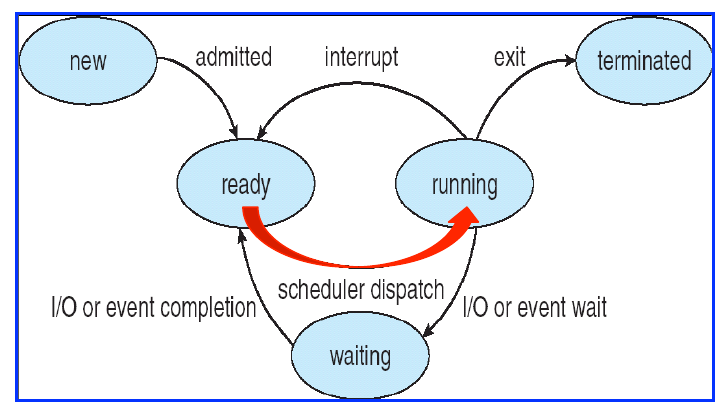 new
admitted
interrupt
exit
terminated
ready
running
scheduler dispatch
I/O or event completion
I/O or event wait
waiting